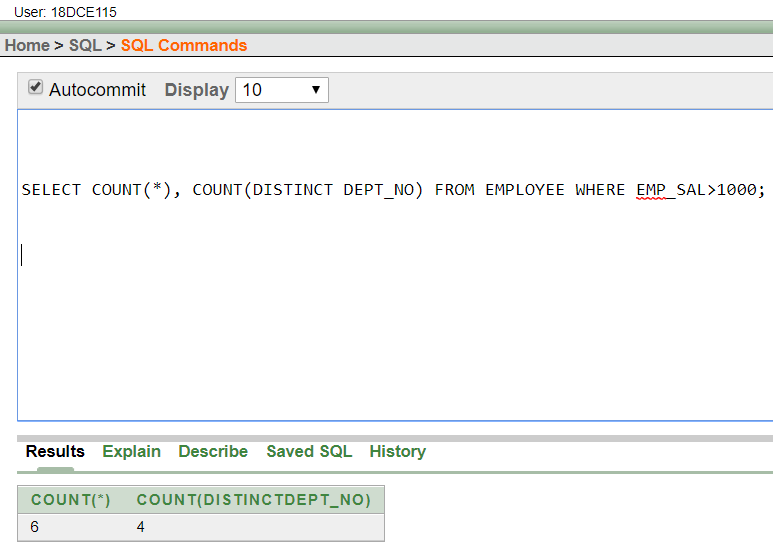 User: 18DCE115
Home > SQL > SQL Commands
Autocommit Display 10
SELECT COUNT(*), COUNT(DISTINCT DEPT_NO) FROM EMPLOYEE WHERE EMP_SAL>1000;
Results Explain Describe Saved SQL History
COUNT(*) COUNT(DISTINCTDEPT_NO)
6 4